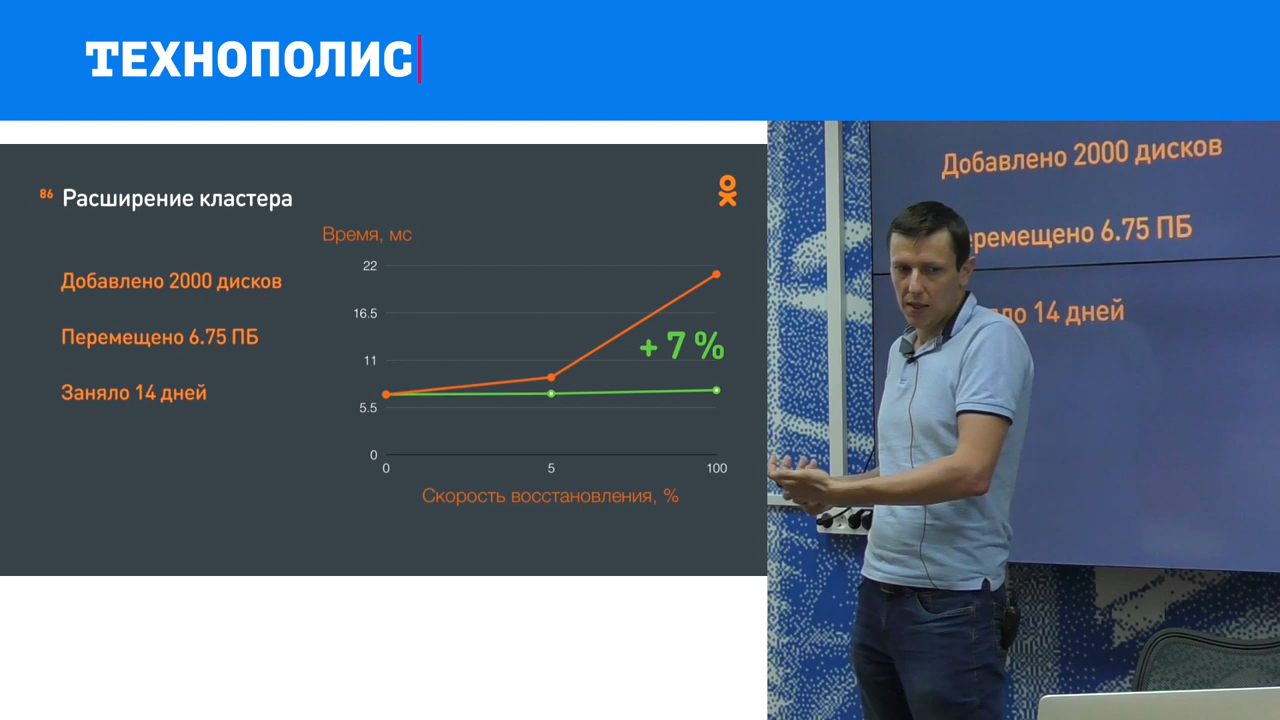 ТЕХНОПОЛИС
86 Расширение кластера
Время, мс
Добавлено 2000 дисков
Перемещено 6.75 ПБ
Заняло 14 дней
22
16.5
11
5.5
0
+ 7 %
0 5 100
Скорость восстановления, %
Добавлено 2000 дисков
еремещено 6.75 ПБ
ло 14 дней